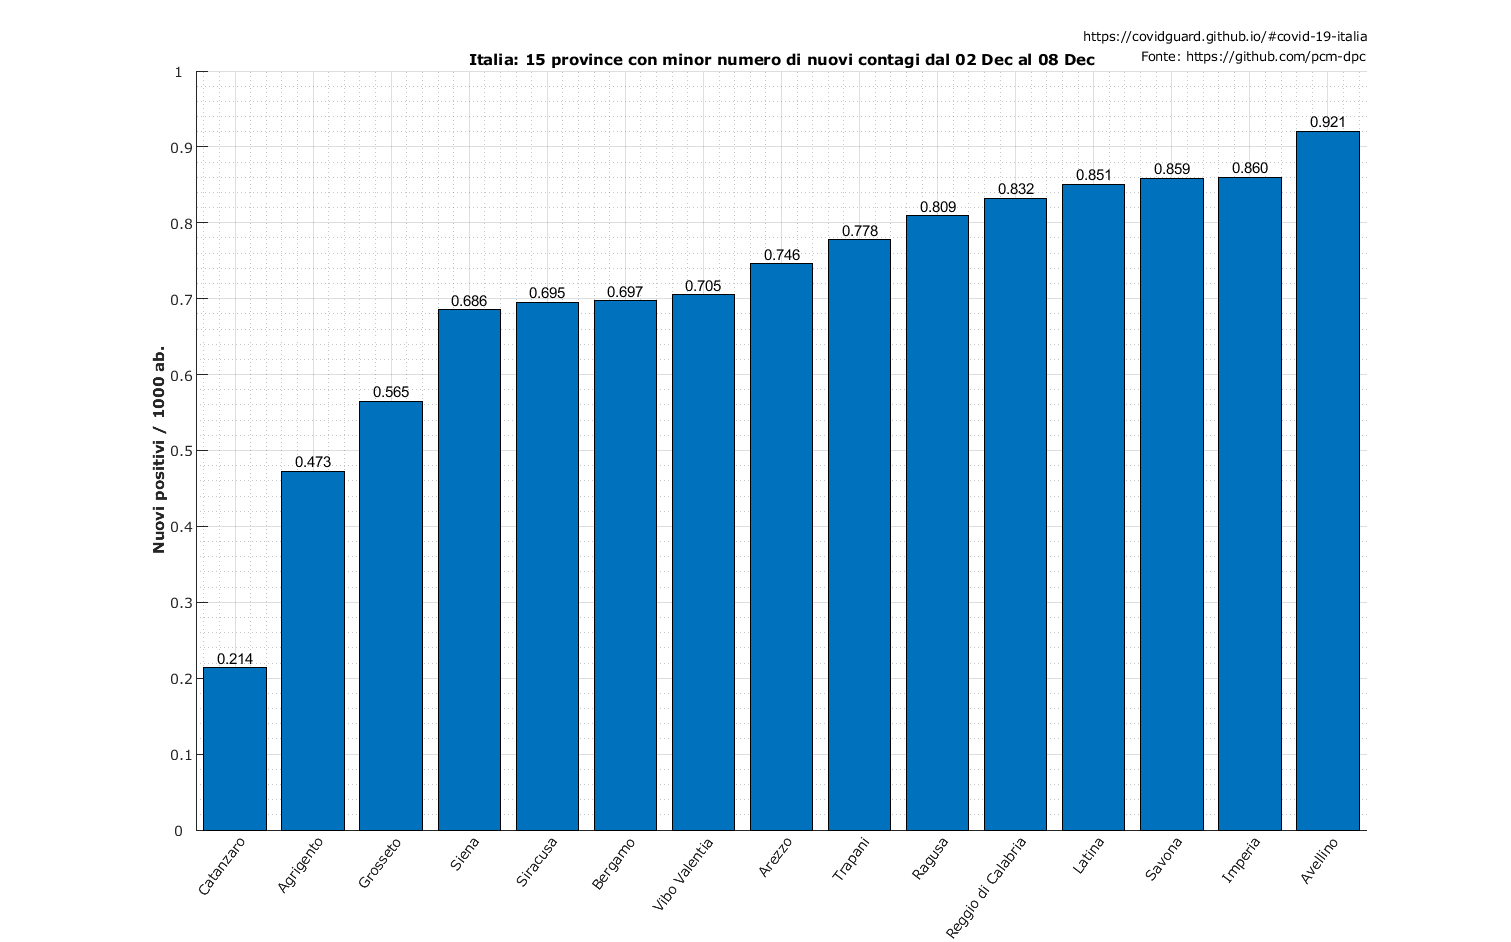 https://covidguard.github.io/#covid-19-italia
Fonte: https://github.com/pcm-dpc
Italia: 15 province con minor numero di nuovi contagi dal 02 Dec al 08 Dec
Nuovi positivi / 1000 ab.
1
0.9
0.8
0.7
0.6
0.5
0.4
0.3
0.2
0.1
0
0.214
0.473
0.565
0.686
0.695
0.697
0.705
0.746
0.778
0.809
0.832
0.851
0.859
0.860
0.921
Catanzaro
Agrigento
Grosseto
Siena
Siracusa
Bergamo
Vibo Valentia
Arezzo
Trapani
Ragusa
Reggio di Calabria
Latina
Savona
Imperia
Avellino